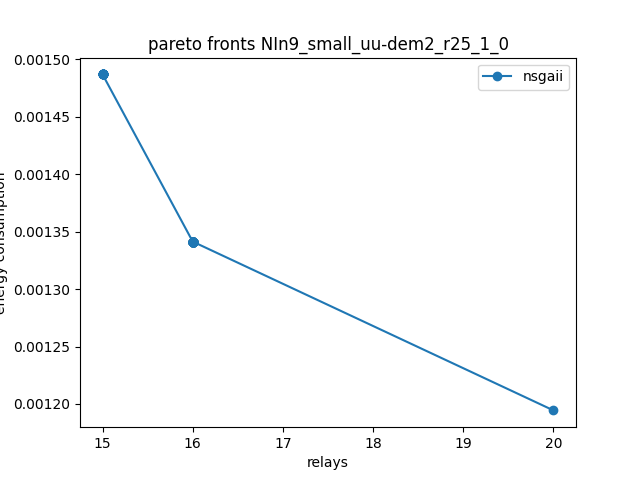 pareto fronts NIn9_small_uu-dem2_r25_1_0
nsgaii
0.00150
0.00145
0.00140
0.00135
0.00130
0.00125
0.00120
energy consumption
15 16 17 18 19 20
relays